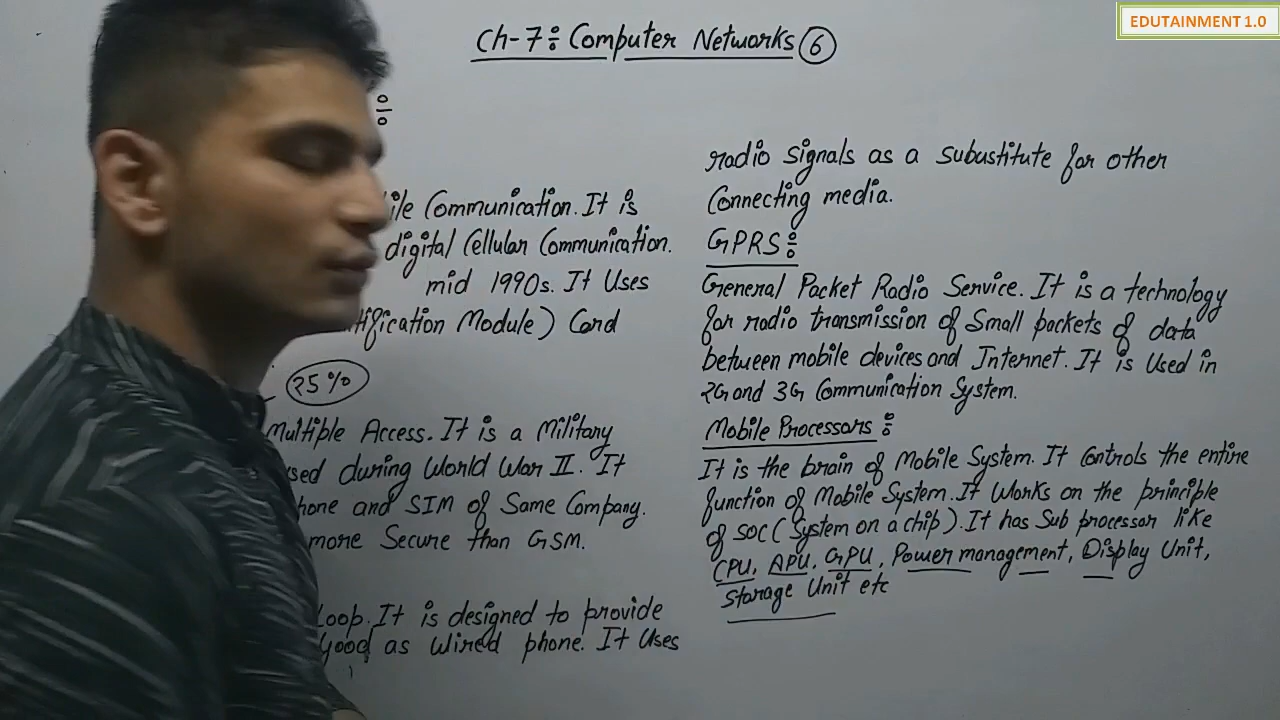 EDUTAINMENT 1.0
Ch-7: Computer Networks 6
Communication. It is
digital Cellular Communication.
mid 1990s. It Uses
Module) Card
25%
Multiple Access. It is a Military
during World War II. It
and SIM of Same Company.
more Secure than GSM.
Loop. It is designed to provide
good as wired phone. It Uses
radio signals as a subustitute for other
Connecting media.
GPRS:
General Packet Radio Service. It is a technology
for radio transmission of Small packets of data
between mobile devices and Internet. It is Used in
2G and 3G Communication System.
Mobile Processors:
It is the brain of Mobile System. It Controls the entire
function of Mobile System. It Works on the principle
of SOC (System on a chip). It has Sub processor like
CPU, APU, GPU, Power management, Display Unit,
Storage Unit etc